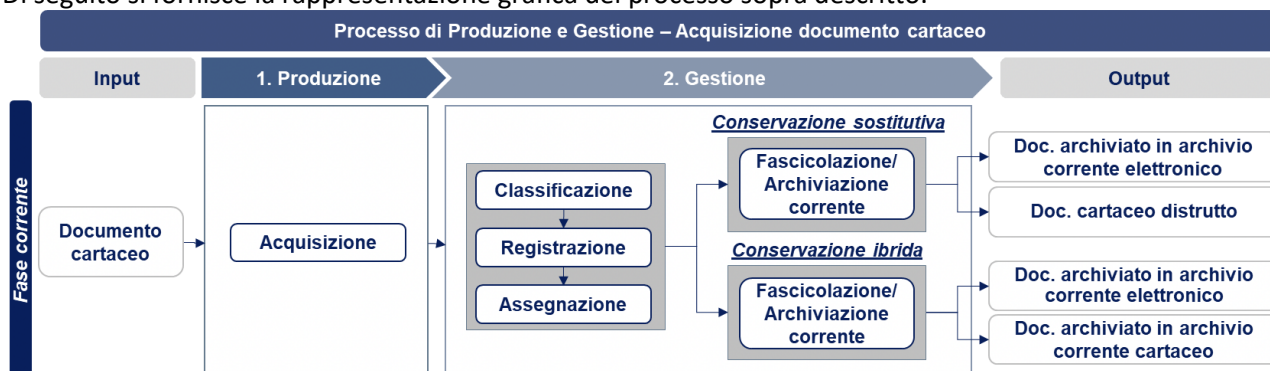 Di seguito si fornisce la rappresentazione grafica del processo sopra descritto.
Processo di Produzione e Gestione – Acquisizione documento cartaceo
Input
1. Produzione
2. Gestione
Output
Fase corrente
Documento
cartaceo
Acquisizione
Classificazione
Registrazione
Assegnazione
Conservazione sostitutiva
Fascicolazione/
Archiviazione
corrente
Conservazione ibrida
Fascicolazione/
Archiviazione
corrente
Doc. archiviato in archivio
corrente elettronico
Doc. cartaceo distrutto
Doc. archiviato in archivio
corrente elettronico
Doc. archiviato in archivio
corrente cartaceo